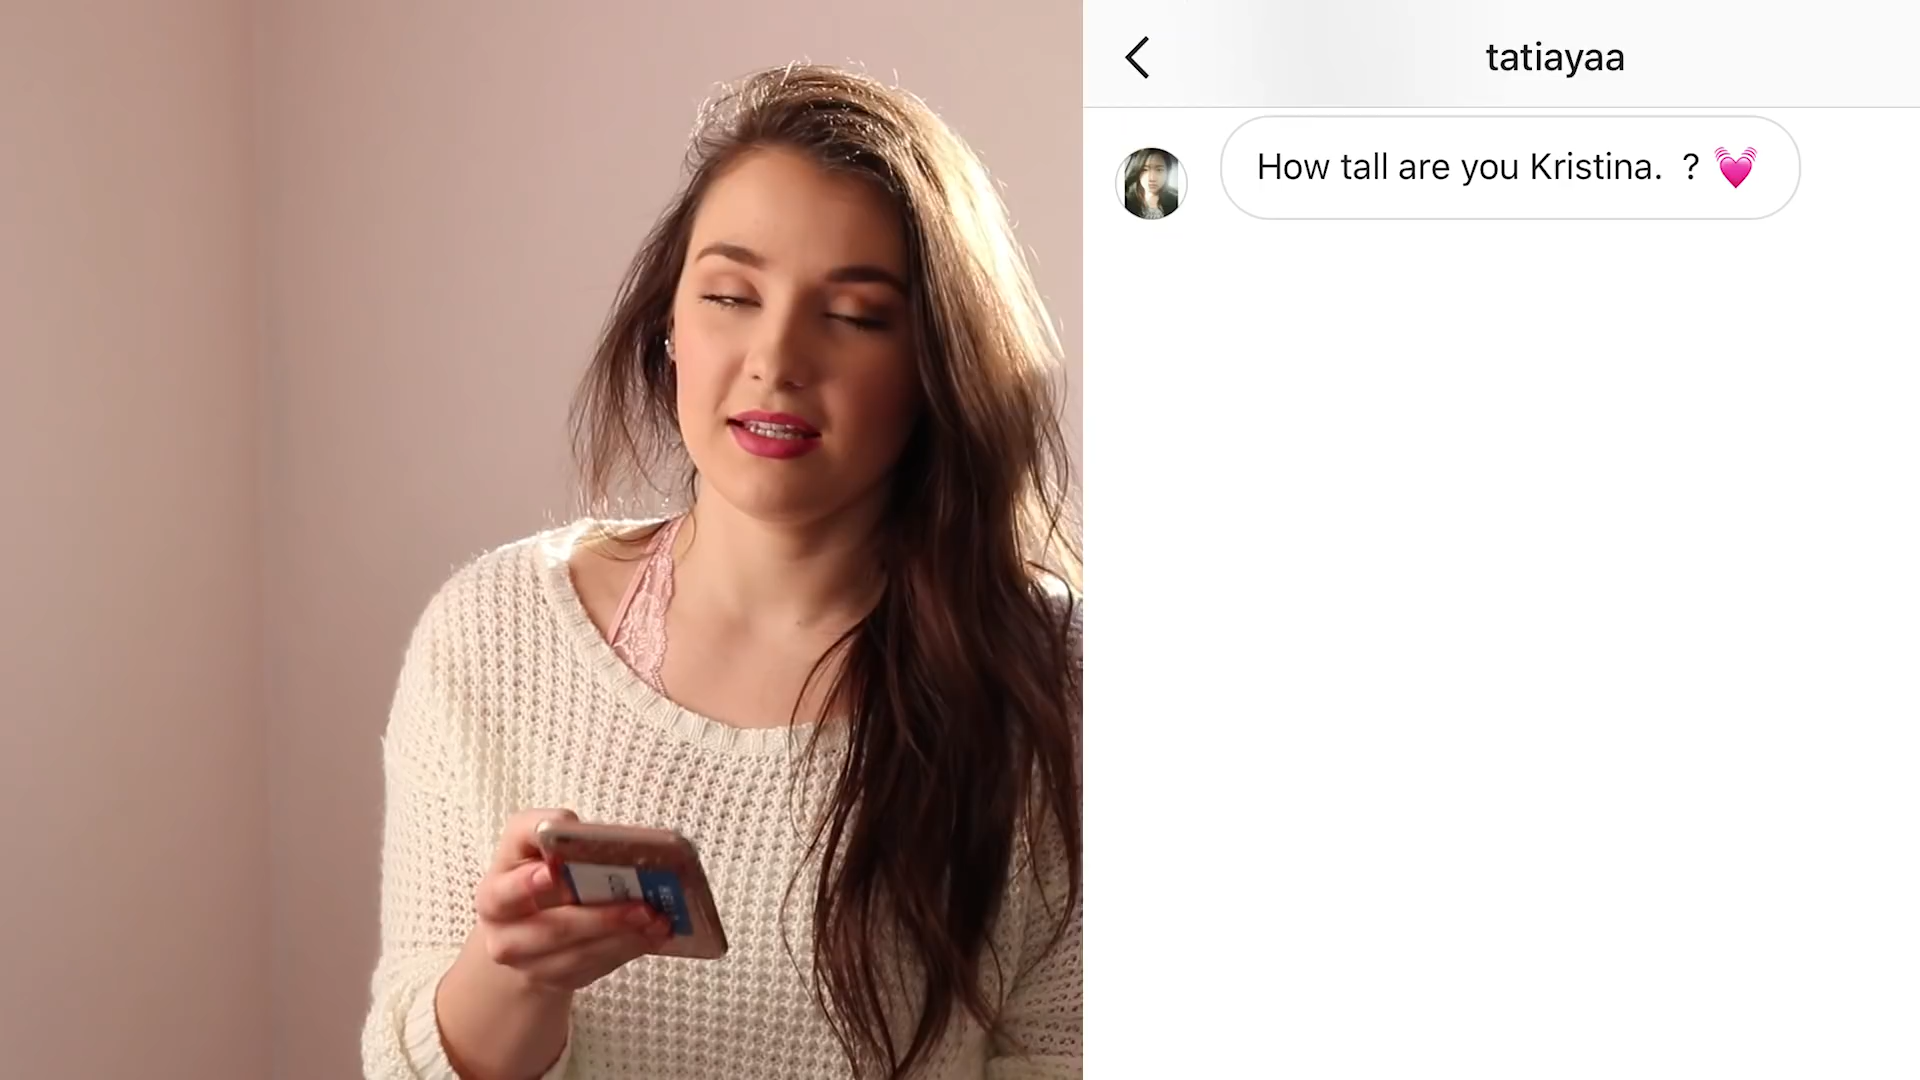 tatiayaa
How tall are you Kristina.  ? 💓